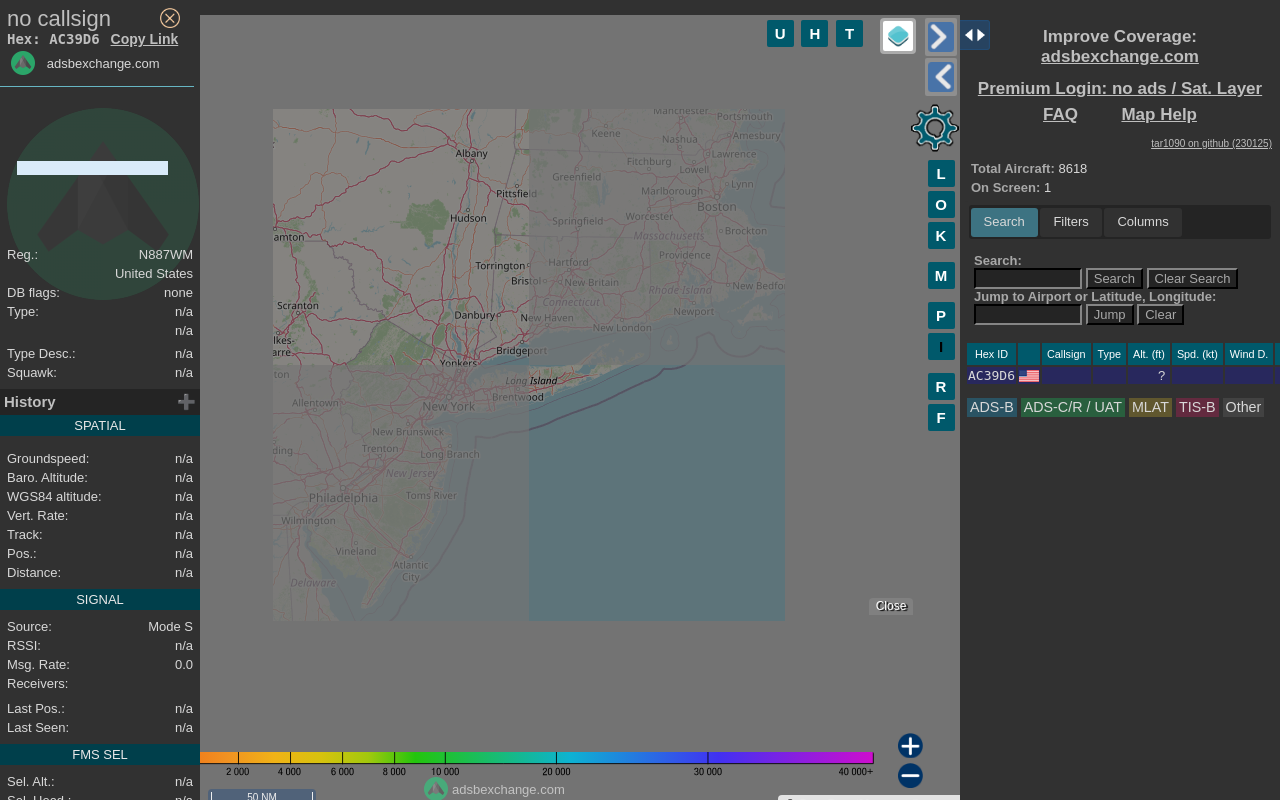 no callsign
Hex: AC39D6 Copy Link
adsbexchange.com
Reg.: N887WM
United States
DB flags: none
Type: n/a
n/a
Type Desc.: n/a
Squawk: n/a
History
SPATIAL
Groundspeed: n/a
Baro. Altitude: n/a
WGS84 altitude: n/a
Vert. Rate: n/a
Track: n/a
Pos.: n/a
Distance: n/a
SIGNAL
Source: Mode S
RSSI: n/a
Msg. Rate: 0.0
Receivers:
Last Pos.: n/a
Last Seen: n/a
FMS SEL
Sel. Alt.: n/a
U H T
L
O
K
M
P
I
R
F
Manchester
Portsmouth
Keene
Nashua
Amesbury
Albany
Fitchburg
Lawrence
Greenfield
Lowell
Pittsfield
Marlborough
Lynn
Hudson
Springfield
Worcester
Boston
amton
Massachusetts
Brockton
Torrington
Hartford
Providence
Bristol
New Britain
New Bedfo
Scranton
Connecticut
Rhode Island
Danbury
New Haven
Newport
New London
lkes-
arre
Bridgeport
Yonkers
ton
Long Island
Allentown
New York
Brentwood
New Brunswick
ding
Trenton
Long Branch
New Jersey
Philadelphia
Toms River
Wilmington
Vineland
Atlantic
City
Delaware
Close
2 000 4 000 6 000 8 000 10 000 20 000 30 000 40 000+
adsbexchange.com
50 NM
Improve Coverage:
adsbexchange.com
Premium Login: no ads / Sat. Layer
FAQ Map Help
tar1090 on github (230125)
Total Aircraft: 8618
On Screen: 1
Search Filters Columns
Search:
Search Clear Search
Jump to Airport or Latitude, Longitude:
Jump Clear
Hex ID Callsign Type Alt. (ft) Spd. (kt) Wind D.
AC39D6 ?
ADS-B ADS-C/R / UAT MLAT TIS-B Other